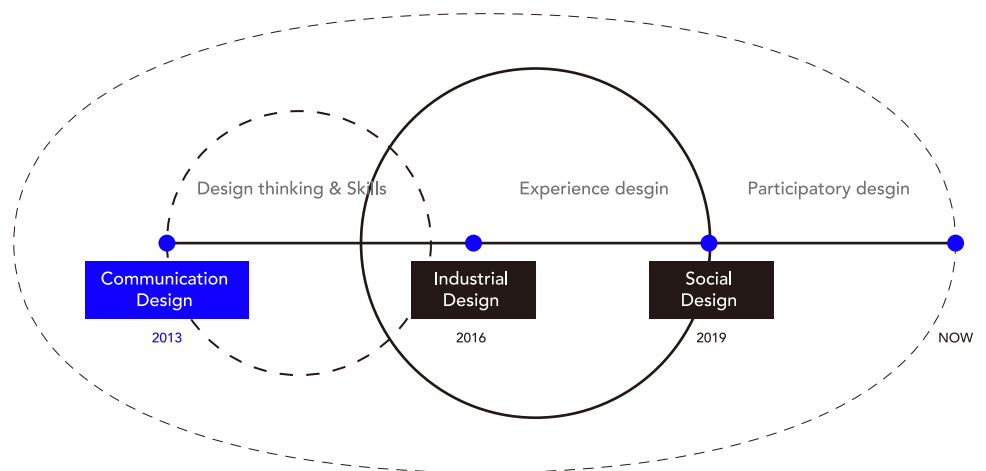 Design thinking & Skills
Experience desgin
Participatory desgin
Communication
Design
Industrial
Design
Social
Design
2013
2016
2019
NOW